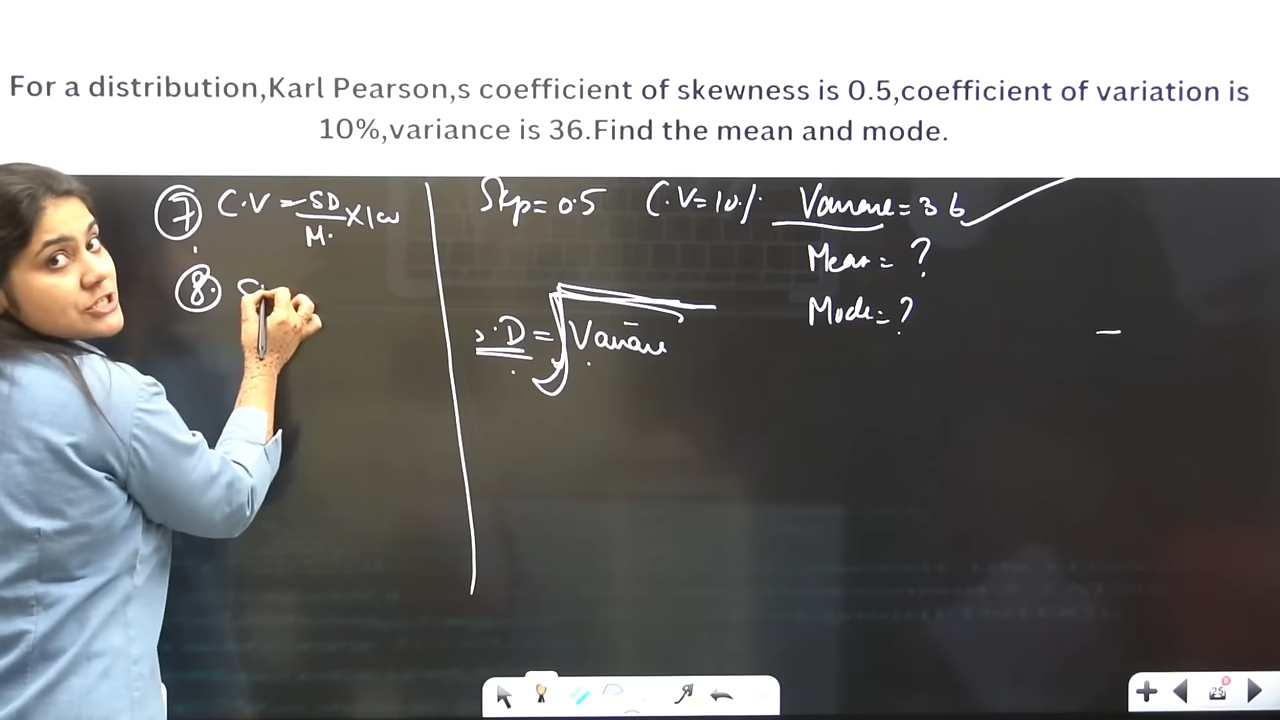 For a distribution,Karl Pearson,s coefficient of skewness is 0.5,coefficient of variation is
10%,variance is 36.Find the mean and mode.
7 C.V = SD/M. X100
8. S
Skp = 0.5 C.V = 10% Variance = 36
Mean = ?
Mode = ?
S.D = √Variance
25